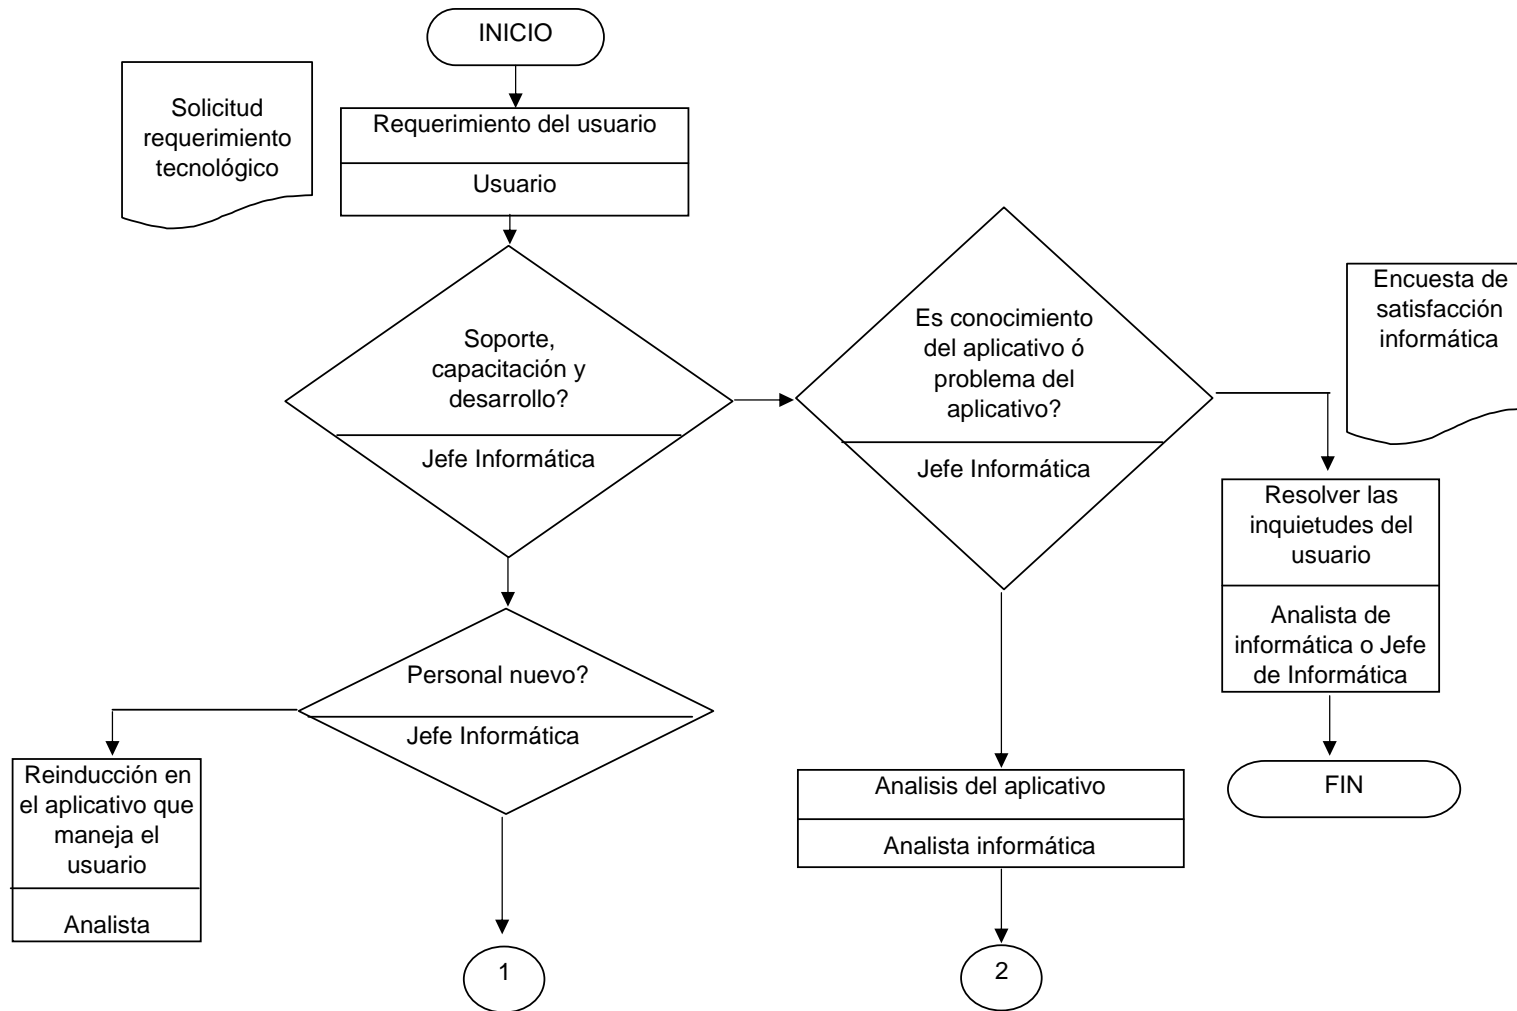 INICIO
Solicitud
requerimiento
tecnológico
Requerimiento del usuario
Usuario
Soporte,
capacitación y
desarrollo?
Jefe Informática
Es conocimiento
del aplicativo ó
problema del
aplicativo?
Jefe Informática
Encuesta de
satisfacción
informática
Resolver las
inquietudes del
usuario
Analista de
informática o Jefe
de Informática
Personal nuevo?
Jefe Informática
Reinducción en
el aplicativo que
maneja el
usuario
Analista
Analisis del aplicativo
Analista informática
FIN
1
2